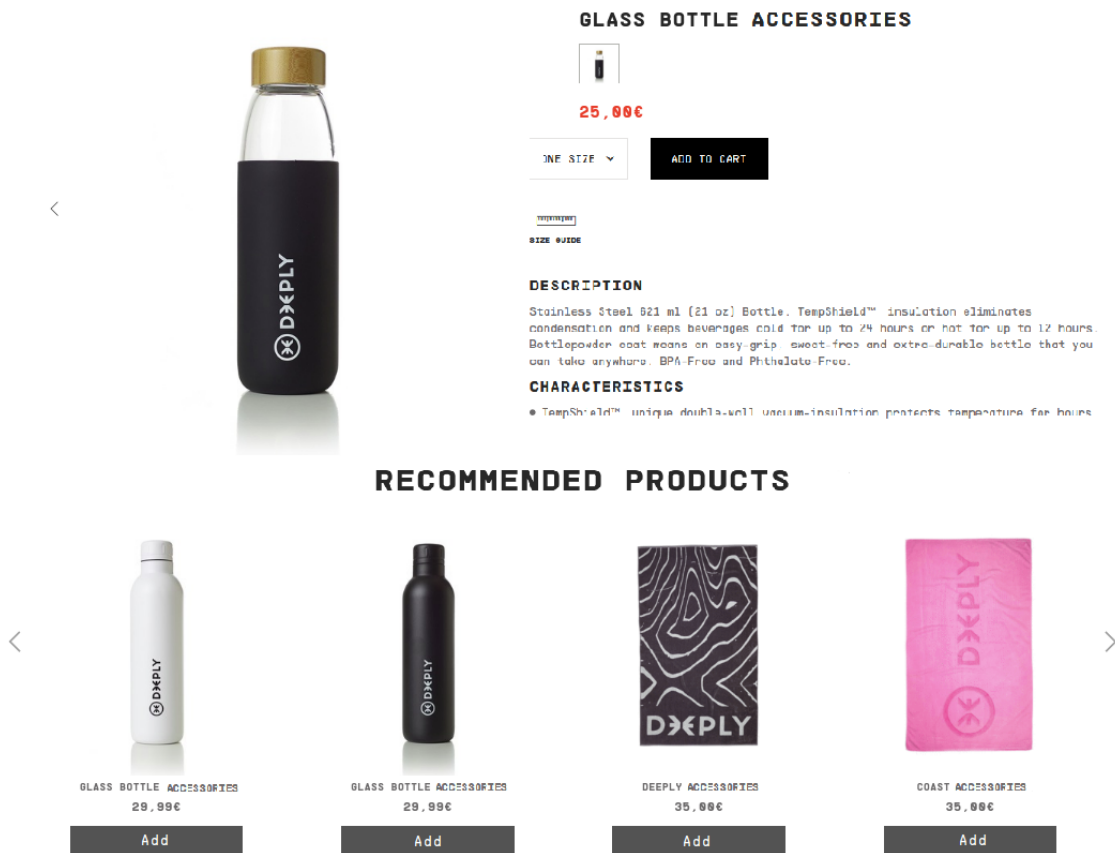 GLASS BOTTLE ACCESSORIES
25,00€
ONE SIZE
ADD TO CART
SIZE GUIDE
DEEPLY
DESCRIPTION
Stainless Steel 621 ml (21 oz) Bottle. TempShieLd™ insulation eliminates
condensation and keeps beverages cold for up to 24 hours or hot for up to 12 hours.
Bottlepowder coat means an easy-grip, sweat-free and extra-durable bottle that you
can take anywhere. BPA-Free and Phthalate-Free.
CHARACTERISTICS
● TempShield™ unique double-wall vacuum-insulation protects temperature for hours
RECOMMENDED PRODUCTS
DEEPLY
DEEPLY
DEEPLY
DEEPLY
GLASS BOTTLE ACCESSORIES
29,99€
Add
GLASS BOTTLE ACCESSORIES
29,99€
Add
DEEPLY ACCESSORIES
35,00€
Add
COAST ACCESSORIES
35,00€
Add